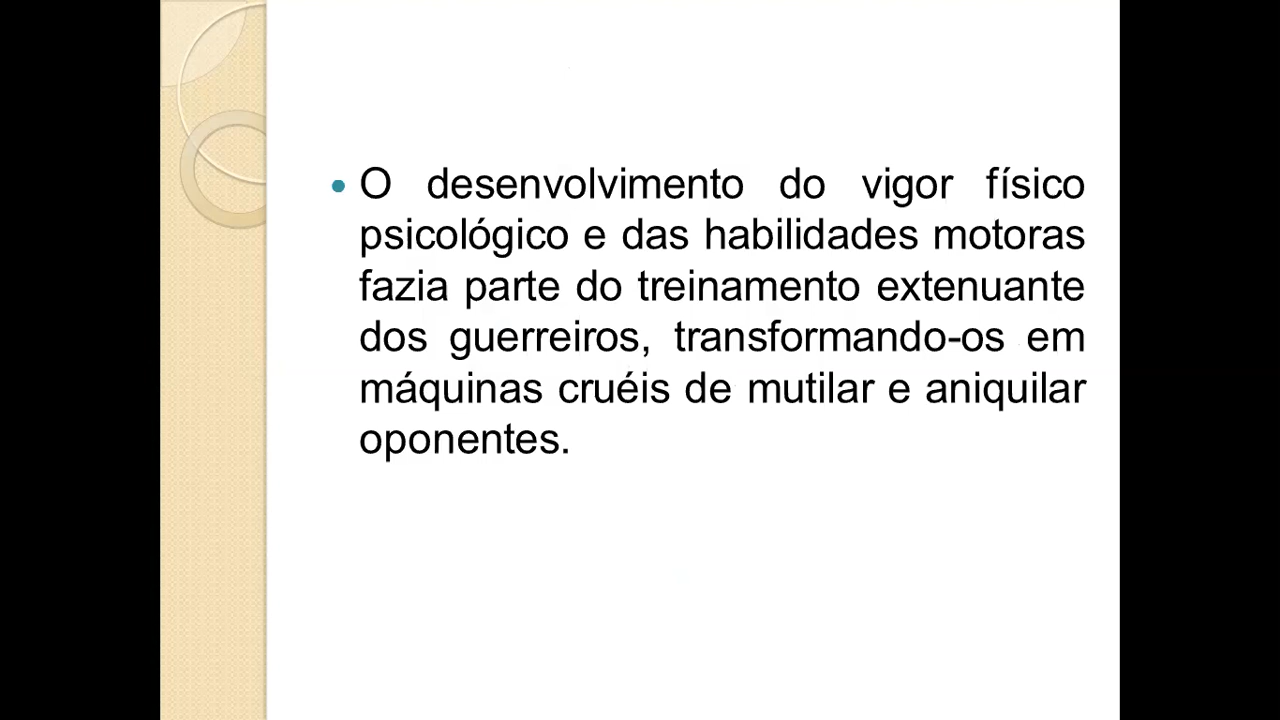 • O desenvolvimento do vigor físico
psicológico e das habilidades motoras
fazia parte do treinamento extenuante
dos guerreiros, transformando-os em
máquinas cruéis de mutilar e aniquilar
oponentes.